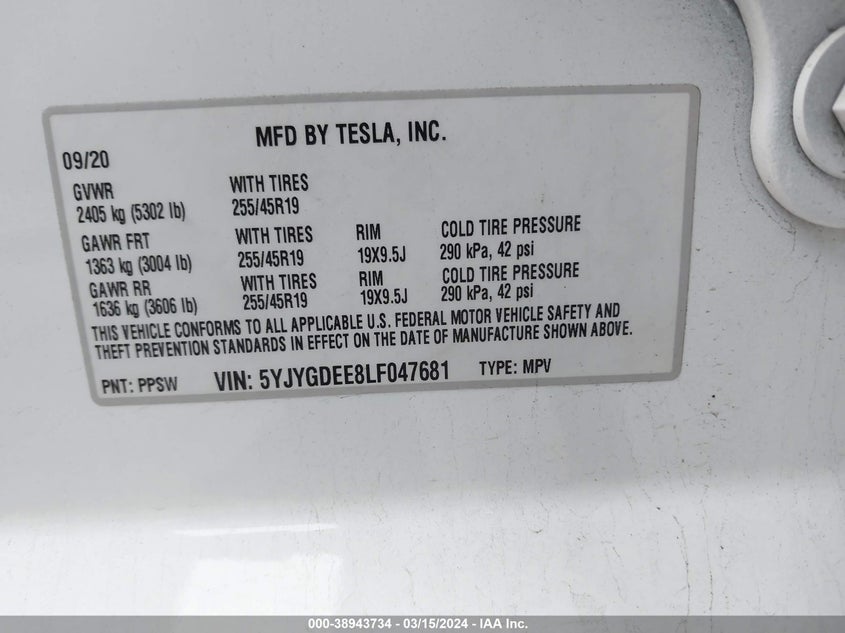 MFD BY TESLA, INC.
09/20
GVWR WITH TIRES
2405 kg (5302 lb) 255/45R19
GAWR FRT WITH TIRES RIM COLD TIRE PRESSURE
1363 kg (3004 lb) 255/45R19 19X9.5J 290 kPa, 42 psi
GAWR RR WITH TIRES RIM COLD TIRE PRESSURE
1636 kg (3606 lb) 255/45R19 19X9.5J 290 kPa, 42 psi
THIS VEHICLE CONFORMS TO ALL APPLICABLE U.S. FEDERAL MOTOR VEHICLE SAFETY AND
THEFT PREVENTION STANDARDS IN EFFECT ON THE DATE OF MANUFACTURE SHOWN ABOVE.
PNT: PPSW VIN: 5YJYGDEE8LF047681 TYPE: MPV
000-38943734 - 03/15/2024 - IAA Inc.